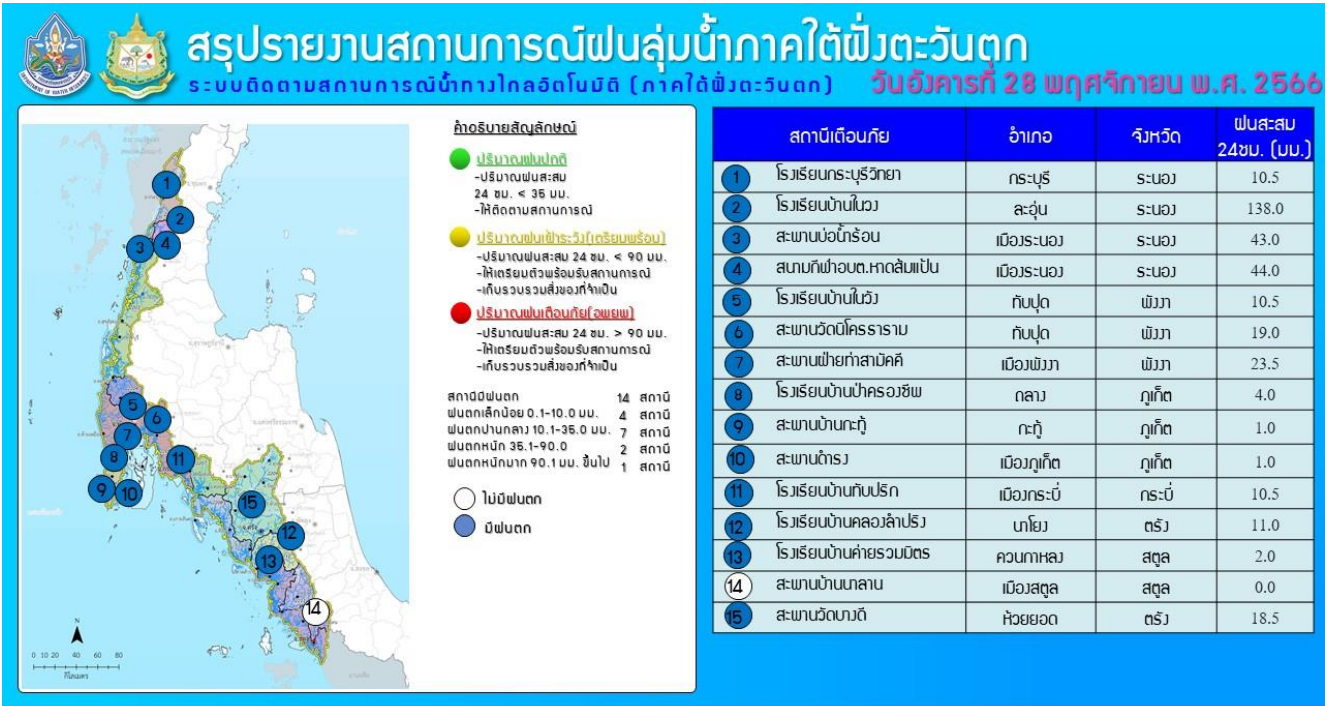 สรุปรายงานสถานการณ์ฝนลุ่มน้ำภาคใต้ฝั่งตะวันตก
ระบบติดตามสถานการณ์น้ำทางไกลอัตโนมัติ (ภาคใต้ฝั่งตะวันตก) วันอังคารที่ 28 พฤศจิกายน พ.ศ. 2566
คำอธิบายสัญลักษณ์
ปริมาณฝนปกติ
-ปริมาณฝนสะสม
24 ชม. < 35 มม.
-ให้ติดตามสถานการณ์
ปริมาณฝนเฝ้าระวัง(เตรียมพร้อม)
-ปริมาณฝนสะสม 24 ชม. < 90 มม.
-ให้เตรียมตัวพร้อมรับสถานการณ์
-เก็บรวบรวมสิ่งของที่จำเป็น
ปริมาณฝนเตือนภัย(อพยพ)
-ปริมาณฝนสะสม 24 ชม. > 90 มม.
-ให้เตรียมตัวพร้อมรับสถานการณ์
-เก็บรวบรวมสิ่งของที่จำเป็น
สถานีมีฝนตก 14 สถานี
ฝนตกเล็กน้อย 0.1-10.0 มม. 4 สถานี
ฝนตกปานกลาง 10.1-35.0 มม. 7 สถานี
ฝนตกหนัก 35.1-90.0 2 สถานี
ฝนตกหนักมาก 90.1 มม. ขึ้นไป 1 สถานี
ไม่มีฝนตก
มีฝนตก
1
2
3 4
5
6
7
8
11
9 10
15
12
13
14
N
0 10 20 40 60 80
กิโลเมตร
สถานีเตือนภัย อำเภอ จังหวัด ฝนสะสม 24ชม. (มม.)
1 โรงเรียนกระบุรีวิทยา กระบุรี ระนอง 10.5
2 โรงเรียนบ้านในวง ละอุ่น ระนอง 138.0
3 สะพานบ่อน้ำร้อน เมืองระนอง ระนอง 43.0
4 สนามกีฬาอบต.หาดส้มแป้น เมืองระนอง ระนอง 44.0
5 โรงเรียนบ้านในวัง ทับปุด พังงา 10.5
6 สะพานวัดนิโครธาราม ทับปุด พังงา 19.0
7 สะพานฝ่ายท่าสามัคคี เมืองพังงา พังงา 23.5
8 โรงเรียนบ้านป่าครองชีพ ถลาง ภูเก็ต 4.0
9 สะพานบ้านกะทู้ กะทู้ ภูเก็ต 1.0
10 สะพานดำรง เมืองภูเก็ต ภูเก็ต 1.0
11 โรงเรียนบ้านทับปริก เมืองกระบี่ กระบี่ 10.5
12 โรงเรียนบ้านคลองลำปริง นาโยง ตรัง 11.0
13 โรงเรียนบ้านค่ายรวมมิตร ควนกาหลง สตูล 2.0
14 สะพานบ้านนาลาน เมืองสตูล สตูล 0.0
15 สะพานวัดบางดี ห้วยยอด ตรัง 18.5